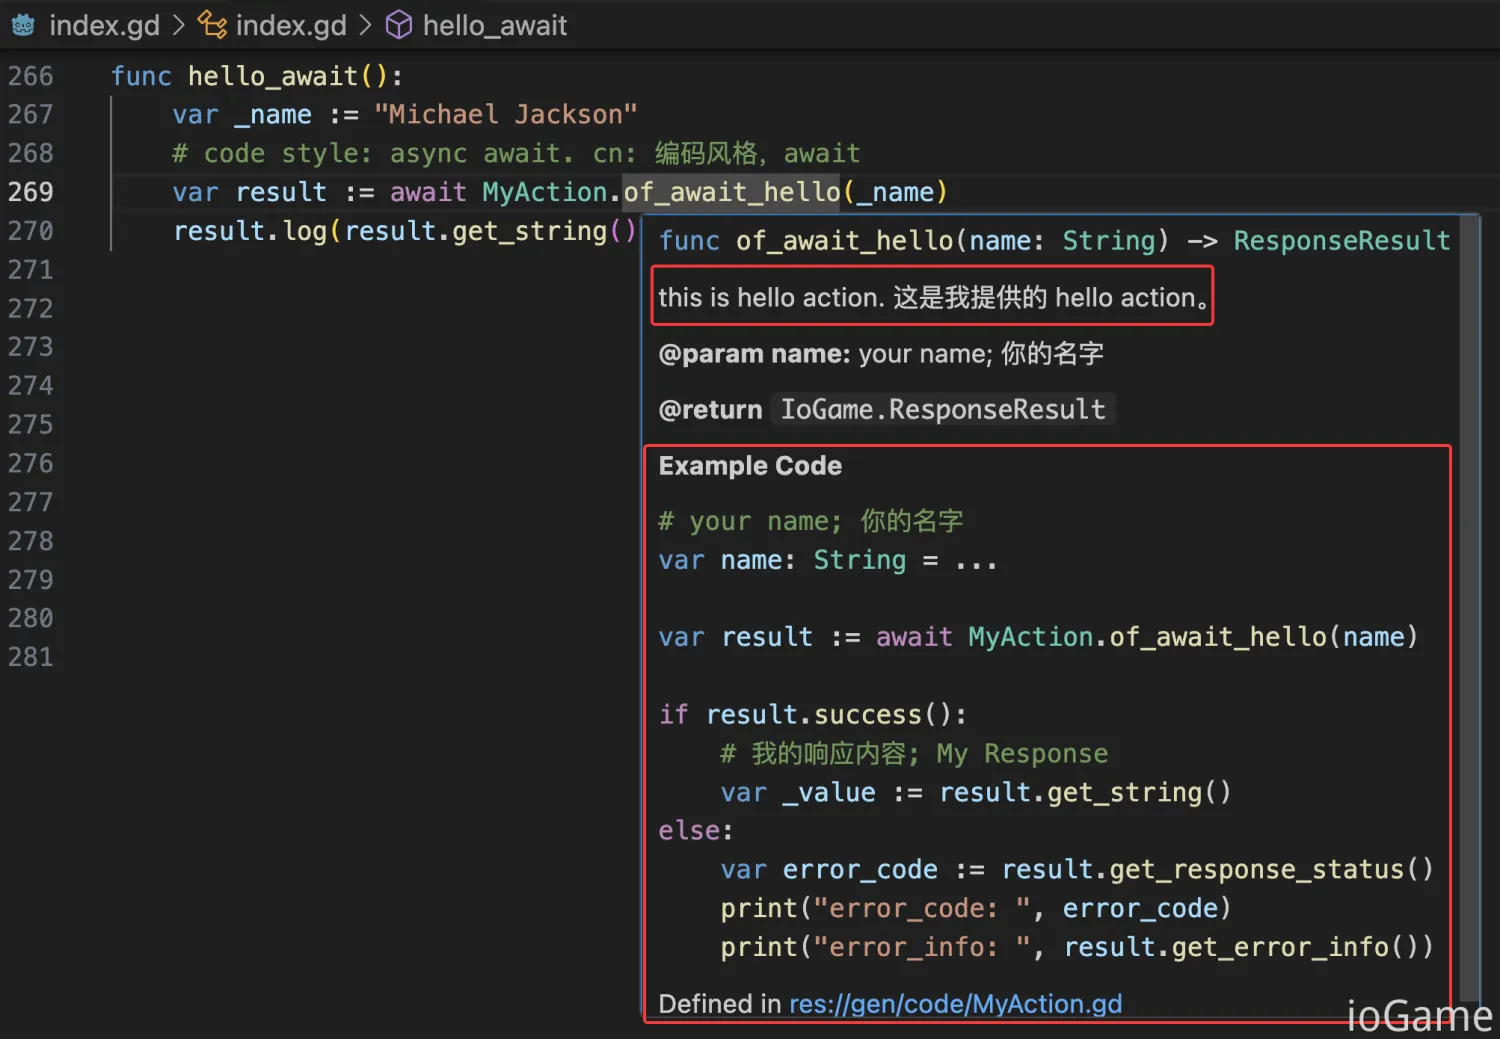 index.gd > index.gd > hello_await
266 func hello_await():
267 var _name := "Michael Jackson"
268 # code style: async await. cn: 编码风格，await
269 var result := await MyAction.of_await_hello(_name)
270 result.log(result.get_string()
271
272
273
274
275
276
277
278
279
280
281
func of_await_hello(name: String) -> ResponseResult
this is hello action. 这是我提供的 hello action。
@param name: your name; 你的名字
@return IoGame.ResponseResult
Example Code
# your name; 你的名字
var name: String = ...
var result := await MyAction.of_await_hello(name)
if result.success():
# 我的响应内容; My Response
var _value := result.get_string()
else:
var error_code := result.get_response_status()
print("error_code: ", error_code)
print("error_info: ", result.get_error_info())
Defined in res://gen/code/MyAction.gd
ioGame